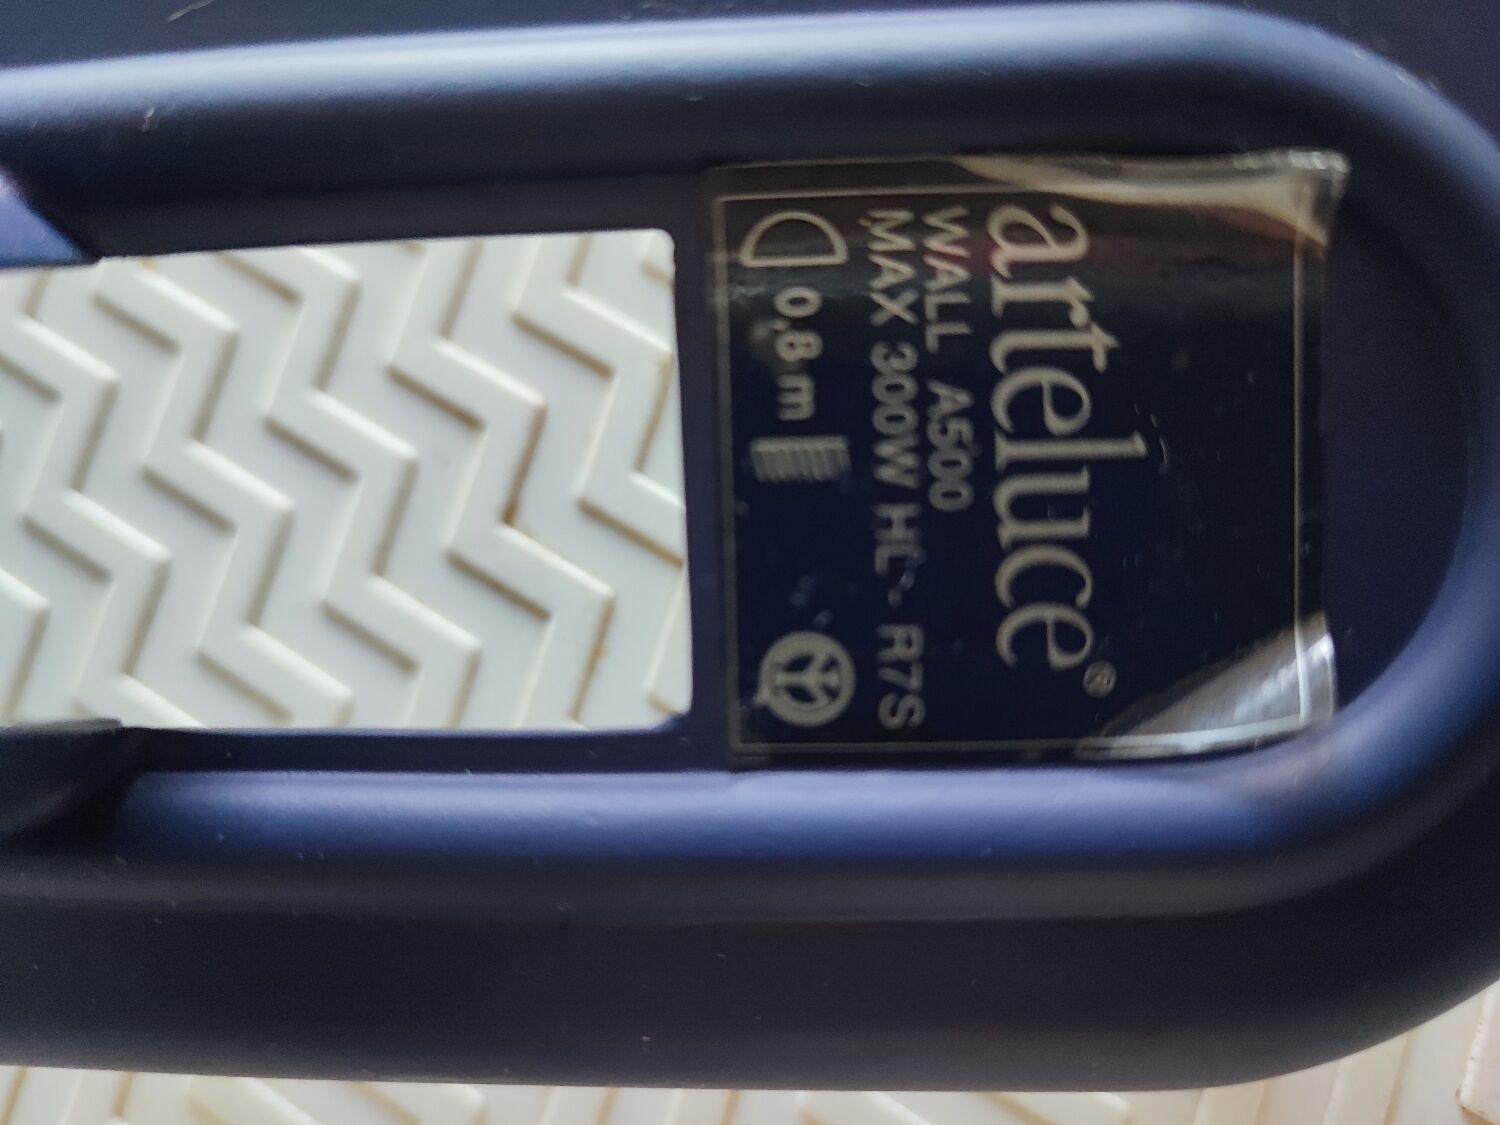 arteluce®
WALL A500
MAX 300W HL - R7S
0,8 m